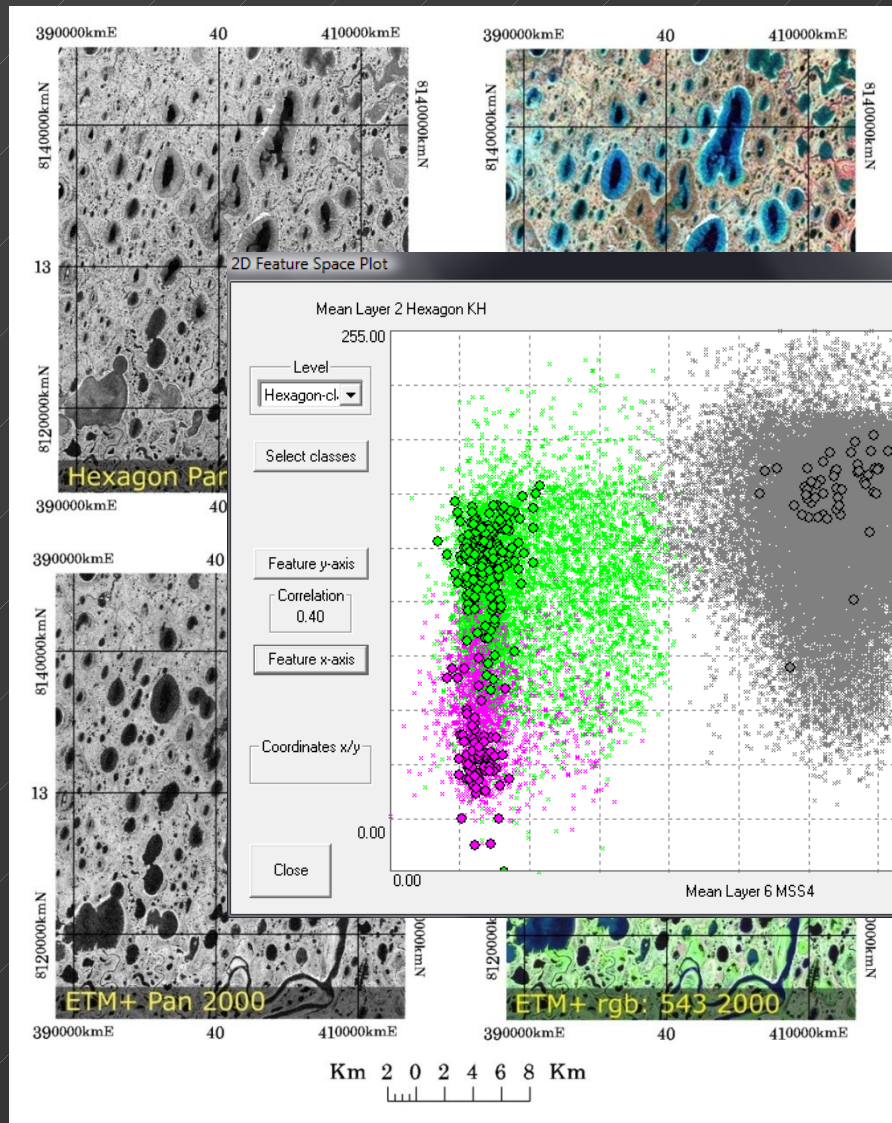 390000kmE 40 410000kmE
8140000kmN
8140000kmN
13
8120000kmN
Hexagon Pan
390000kmE
390000kmE 40 410000kmE
8140000kmN
8140000kmN
2D Feature Space Plot
Mean Layer 2 Hexagon KH
255.00
Level
Hexagon-cl
Select classes
Feature y-axis
Correlation
0.40
Feature x-axis
Coordinates x/y
0.00
Close
0.00
Mean Layer 6 MSS4
390000kmE 40
8140000kmN
13
8120000kmN
ETM+ Pan 2000
390000kmE 40 410000kmE
8120000kmN
ETM+ rgb: 543 2000
390000kmE 40 410000kmE
Km 2 0 2 4 6 8 Km